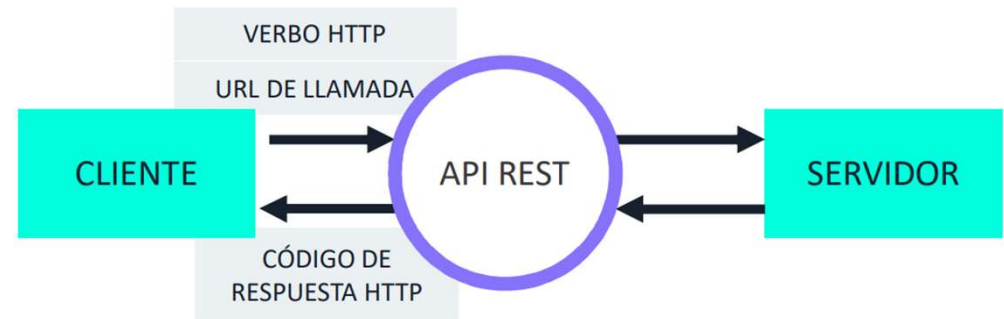 VERBO HTTP
URL DE LLAMADA
CLIENTE
API REST
SERVIDOR
CÓDIGO DE
RESPUESTA HTTP